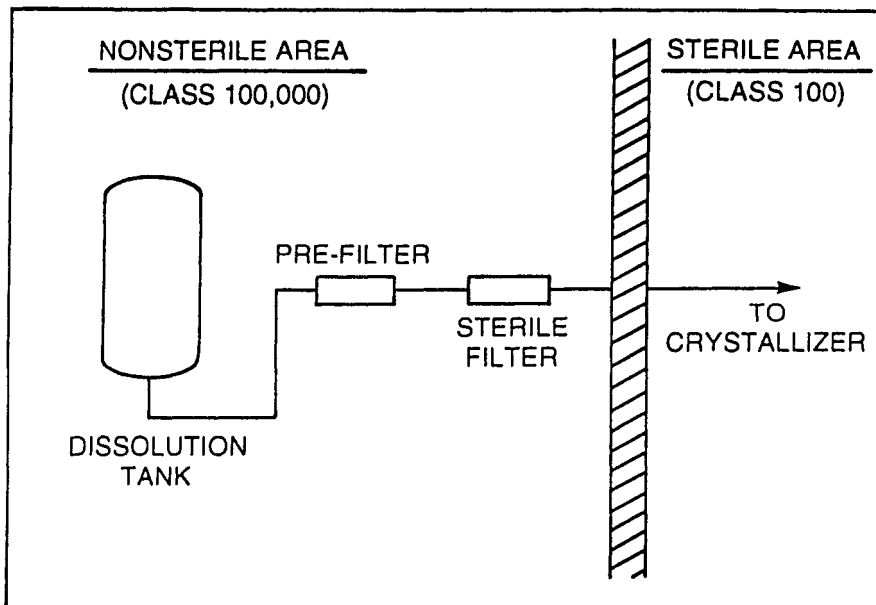 NONSTERILE AREA
(CLASS 100,000)
STERILE AREA
(CLASS 100)
PRE-FILTER
STERILE
FILTER
TO
CRYSTALLIZER
DISSOLUTION
TANK